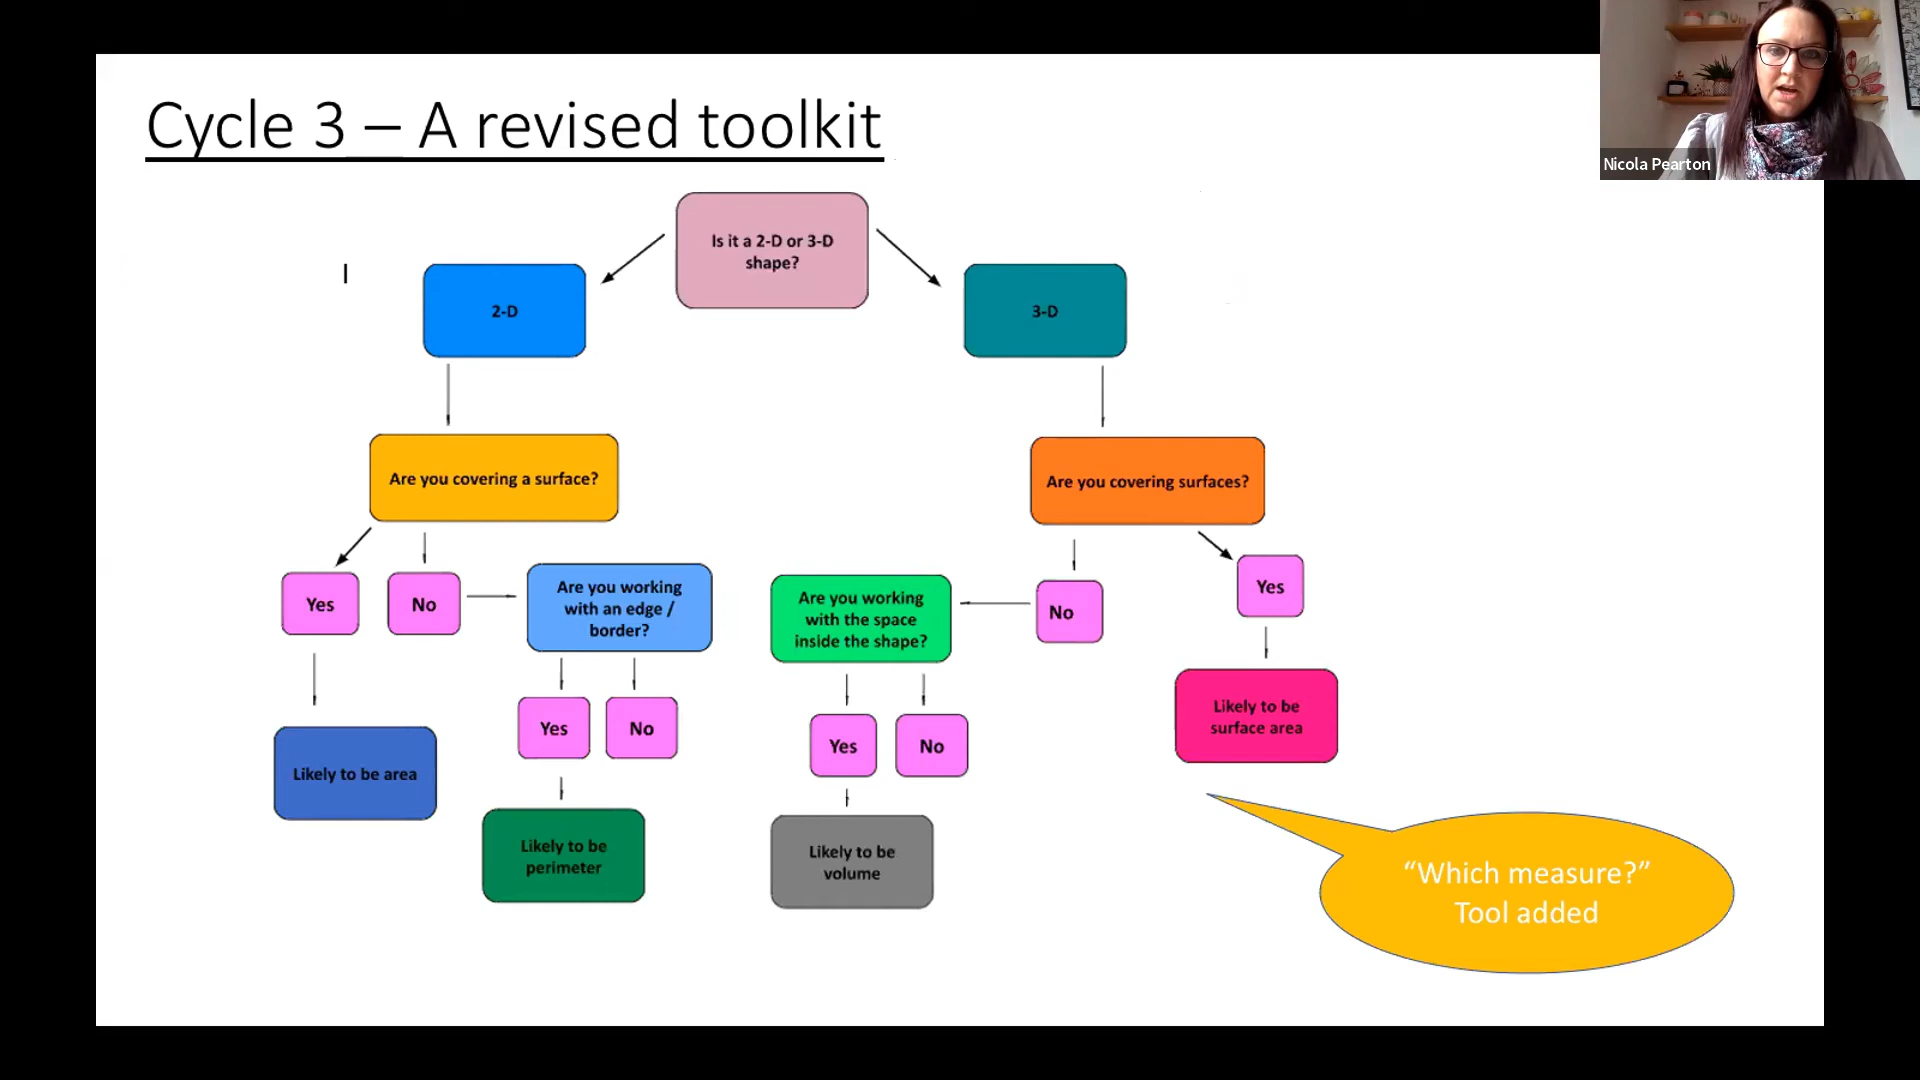 Cycle 3 – A revised toolkit
Nicola Pearton
Is it a 2-D or 3-D
shape?
2-D
3-D
Are you covering a surface?
Are you covering surfaces?
Yes
No
Are you working
with an edge /
border?
Are you working
with the space
inside the shape?
No
Yes
Yes
No
Yes
No
Likely to be
surface area
Likely to be area
Likely to be
perimeter
Likely to be
volume
“Which measure?”
Tool added